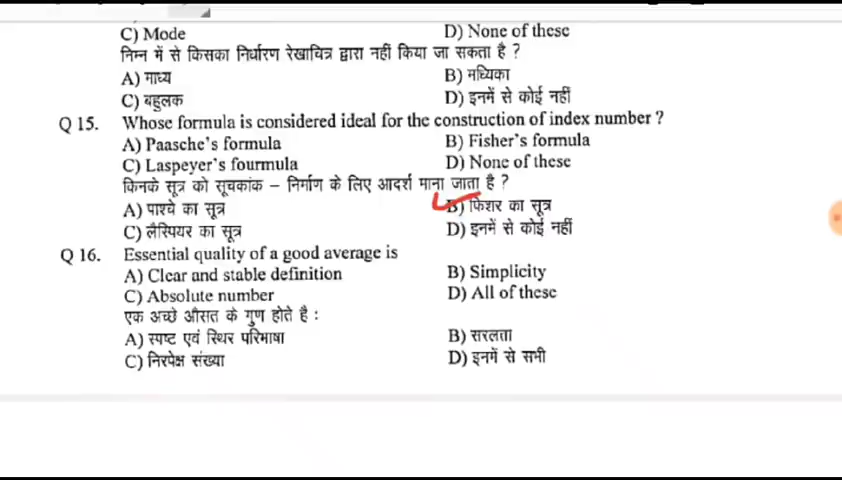 C) Mode D) None of these
निम्न में से किसका निर्धारण रेखाचित्र द्वारा नहीं किया जा सकता है ?
A) माध्य B) मध्यिका
C) बहुलक D) इनमें से कोई नहीं
Q 15. Whose formula is considered ideal for the construction of index number ?
A) Paasche's formula B) Fisher's formula
C) Laspeyer's fourmula D) None of these
किनके सूत्र को सूचकांक – निर्माण के लिए आदर्श माना जाता है ?
A) पाश्चे का सूत्र B) फिशर का सूत्र
C) लैस्पियर का सूत्र D) इनमें से कोई नहीं
Q 16. Essential quality of a good average is
A) Clear and stable definition B) Simplicity
C) Absolute number D) All of these
एक अच्छे औसत के गुण होते है :
A) स्पष्ट एवं स्थिर परिभाषा B) सरलता
C) निरपेक्ष संख्या D) इनमें से सभी